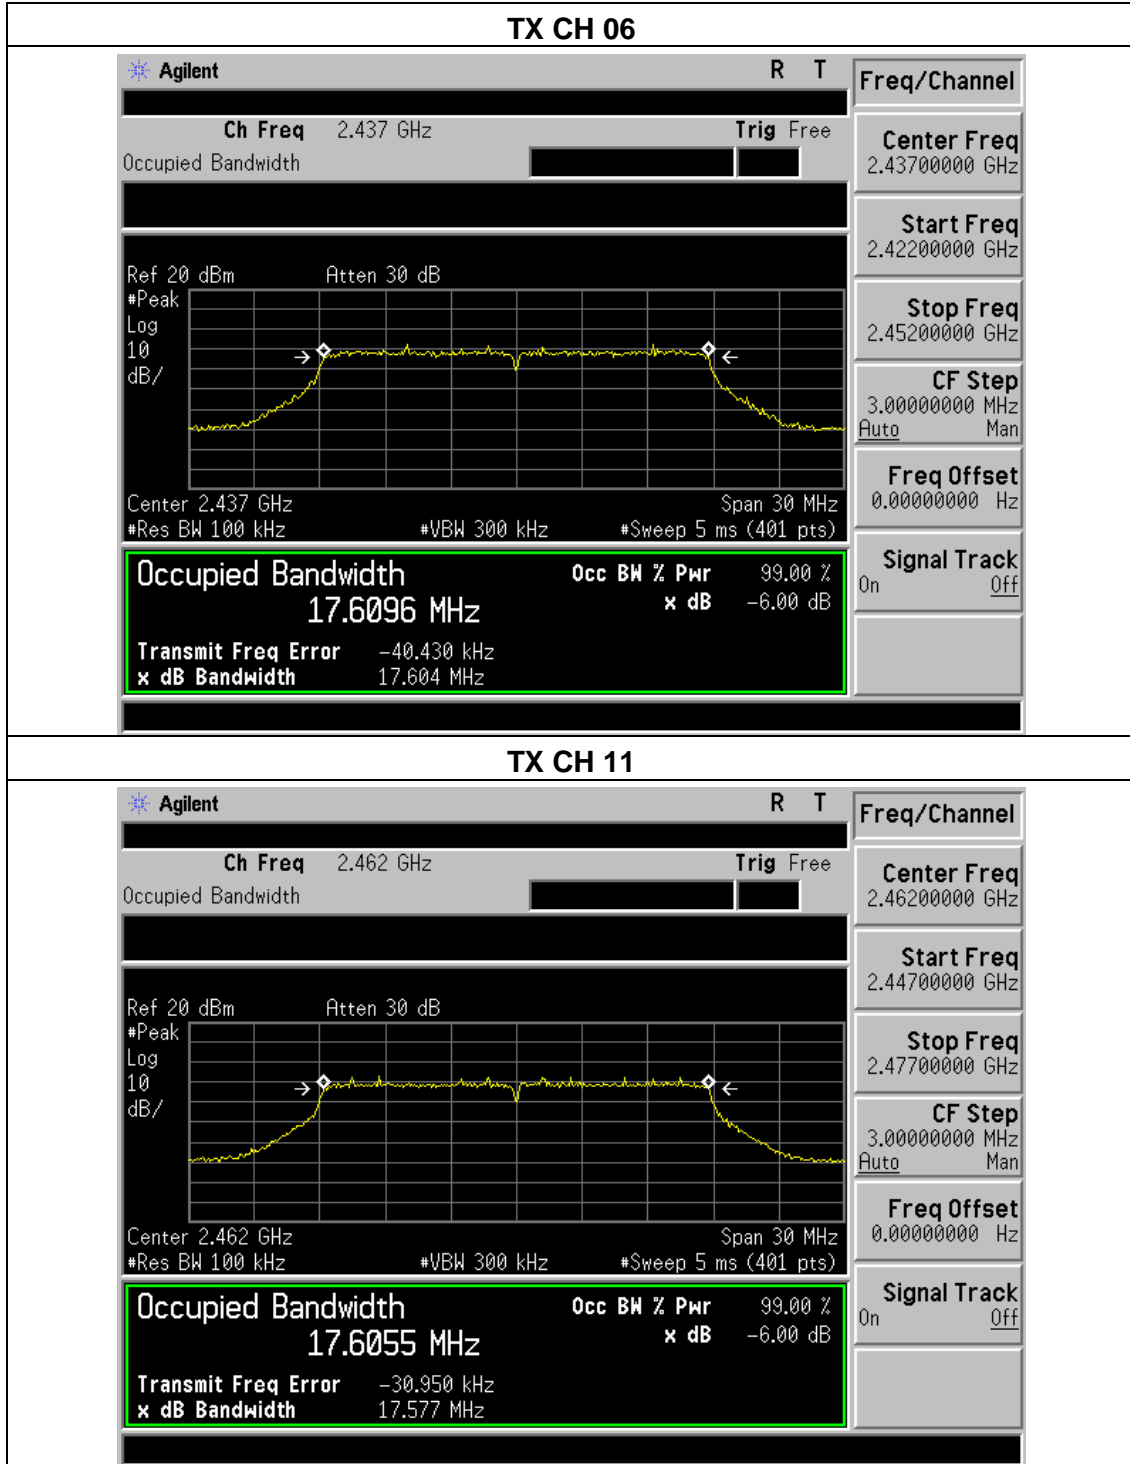 TX CH 06
Agilent R T
Freq/Channel
Ch Freq 2.437 GHz Trig Free
Occupied Bandwidth
Center Freq
2.43700000 GHz
Start Freq
2.42200000 GHz
Stop Freq
2.45200000 GHz
CF Step
3.00000000 MHz
Auto Man
Freq Offset
0.00000000 Hz
Signal Track
On Off
Ref 20 dBm Atten 30 dB
#Peak
Log
10
dB/
Center 2.437 GHz Span 30 MHz
#Res BW 100 kHz #VBW 300 kHz #Sweep 5 ms (401 pts)
Occupied Bandwidth Occ BW % Pwr 99.00 %
17.6096 MHz x dB -6.00 dB
Transmit Freq Error -40.430 kHz
x dB Bandwidth 17.604 MHz
TX CH 11
Agilent R T
Freq/Channel
Ch Freq 2.462 GHz Trig Free
Occupied Bandwidth
Center Freq
2.46200000 GHz
Start Freq
2.44700000 GHz
Stop Freq
2.47700000 GHz
CF Step
3.00000000 MHz
Auto Man
Freq Offset
0.00000000 Hz
Signal Track
On Off
Ref 20 dBm Atten 30 dB
#Peak
Log
10
dB/
Center 2.462 GHz Span 30 MHz
#Res BW 100 kHz #VBW 300 kHz #Sweep 5 ms (401 pts)
Occupied Bandwidth Occ BW % Pwr 99.00 %
17.6055 MHz x dB -6.00 dB
Transmit Freq Error -30.950 kHz
x dB Bandwidth 17.577 MHz